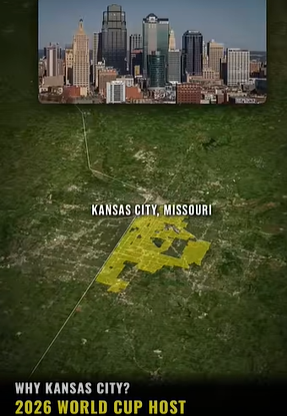 KANSAS CITY, MISSOURI
WHY KANSAS CITY?
2026 WORLD CUP HOST